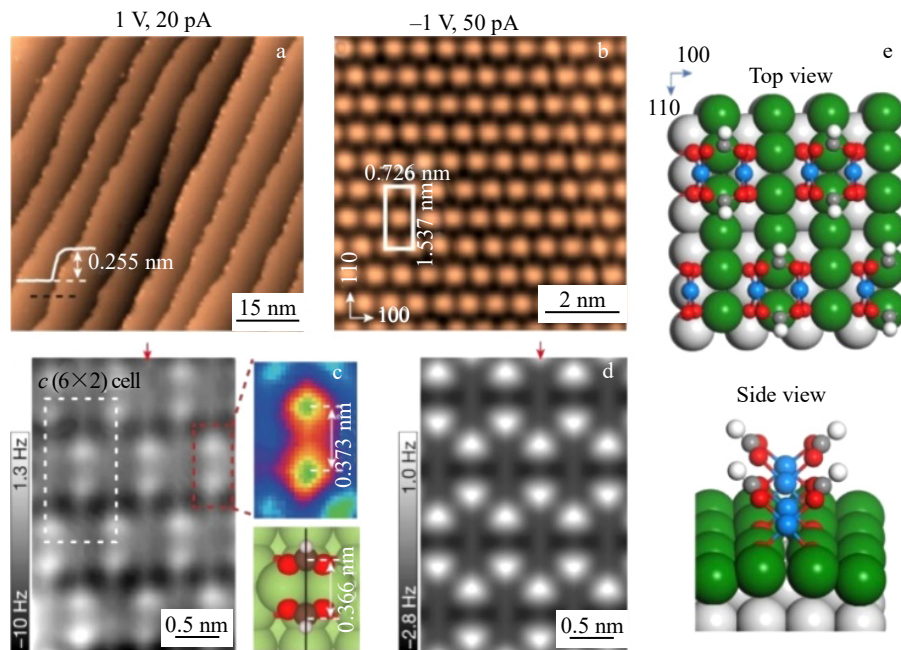 1 V, 20 pA
a
0.255 nm
15 nm
–1 V, 50 pA
b
0.726 nm
1.537 nm
110
100
2 nm
e
100
110
Top view
Side view
c (6×2) cell
1.3 Hz
–10 Hz
0.5 nm
c
0.373 nm
0.366 nm
d
1.0 Hz
–2.8 Hz
0.5 nm